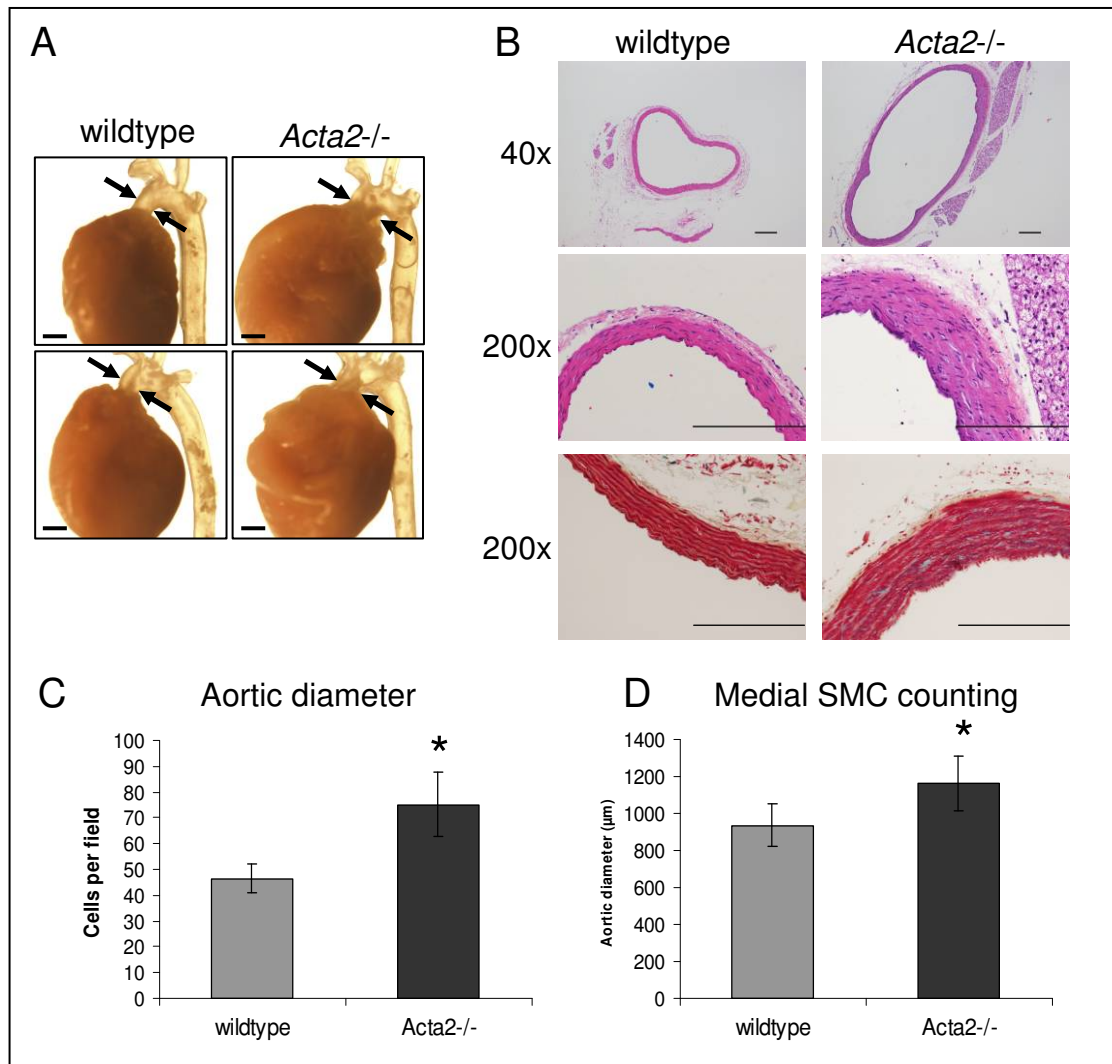 A
wildtype Acta2-/-
B
wildtype Acta2-/-
40x
200x
200x
C Aortic diameter
Cells per field
100
90
80
70
60
50
40
30
20
10
0
*
wildtype Acta2-/-
D Medial SMC counting
Aortic diameter (µm)
1400
1200
1000
800
600
400
200
0
*
wildtype Acta2-/-